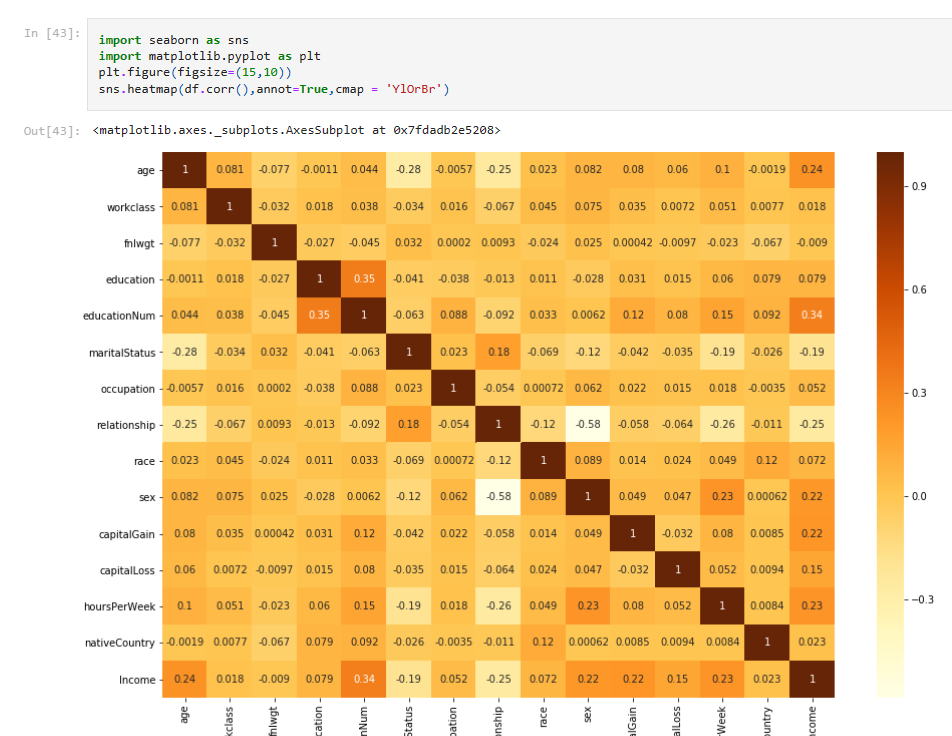 In [43]:
import seaborn as sns
import matplotlib.pyplot as plt
plt.figure(figsize=(15,10))
sns.heatmap(df.corr(),annot=True,cmap = 'YlOrBr')
Out[43]: <matplotlib.axes._subplots.AxesSubplot at 0x7fdadb2e5208>
age 1 0.081 -0.077 -0.0011 0.044 -0.28 -0.0057 -0.25 0.023 0.082 0.08 0.06 0.1 -0.0019 0.24
workclass 0.081 1 -0.032 0.018 0.038 -0.034 0.016 -0.067 0.045 0.075 0.035 0.0072 0.051 0.0077 0.018
fnlwgt -0.077 -0.032 1 -0.027 -0.045 0.032 0.0002 0.0093 -0.024 0.025 0.00042 -0.0097 -0.023 -0.067 -0.009
education -0.0011 0.018 -0.027 1 0.35 -0.041 -0.038 -0.013 0.011 -0.028 0.031 0.015 0.06 0.079 0.079
educationNum 0.044 0.038 -0.045 0.35 1 -0.063 0.088 -0.092 0.033 0.0062 0.12 0.08 0.15 0.092 0.34
maritalStatus -0.28 -0.034 0.032 -0.041 -0.063 1 0.023 0.18 -0.069 -0.12 -0.042 -0.035 -0.19 -0.026 -0.19
occupation -0.0057 0.016 0.0002 -0.038 0.088 0.023 1 -0.054 0.00072 0.062 0.022 0.015 0.018 -0.0035 0.052
relationship -0.25 -0.067 0.0093 -0.013 -0.092 0.18 -0.054 1 -0.12 -0.58 -0.058 -0.064 -0.26 -0.011 -0.25
race 0.023 0.045 -0.024 0.011 0.033 -0.069 0.00072 -0.12 1 0.089 0.014 0.024 0.049 0.12 0.072
sex 0.082 0.075 0.025 -0.028 0.0062 -0.12 0.062 -0.58 0.089 1 0.049 0.047 0.23 0.00062 0.22
capitalGain 0.08 0.035 0.00042 0.031 0.12 -0.042 0.022 -0.058 0.014 0.049 1 -0.032 0.08 0.0085 0.22
capitalLoss 0.06 0.0072 -0.0097 0.015 0.08 -0.035 0.015 -0.064 0.024 0.047 -0.032 1 0.052 0.0094 0.15
hoursPerWeek 0.1 0.051 -0.023 0.06 0.15 -0.19 0.018 -0.26 0.049 0.23 0.08 0.052 1 0.0084 0.23
nativeCountry -0.0019 0.0077 -0.067 0.079 0.092 -0.026 -0.0035 -0.011 0.12 0.00062 0.0085 0.0094 0.0084 1 0.023
Income 0.24 0.018 -0.009 0.079 0.34 -0.19 0.052 -0.25 0.072 0.22 0.22 0.15 0.23 0.023 1
age
kclass
fnlwgt
cation
nNum
Status
pation
nship
race
sex
alGain
alLoss
rWeek
ountry
ncome
0.9
0.6
0.3
0.0
−0.3